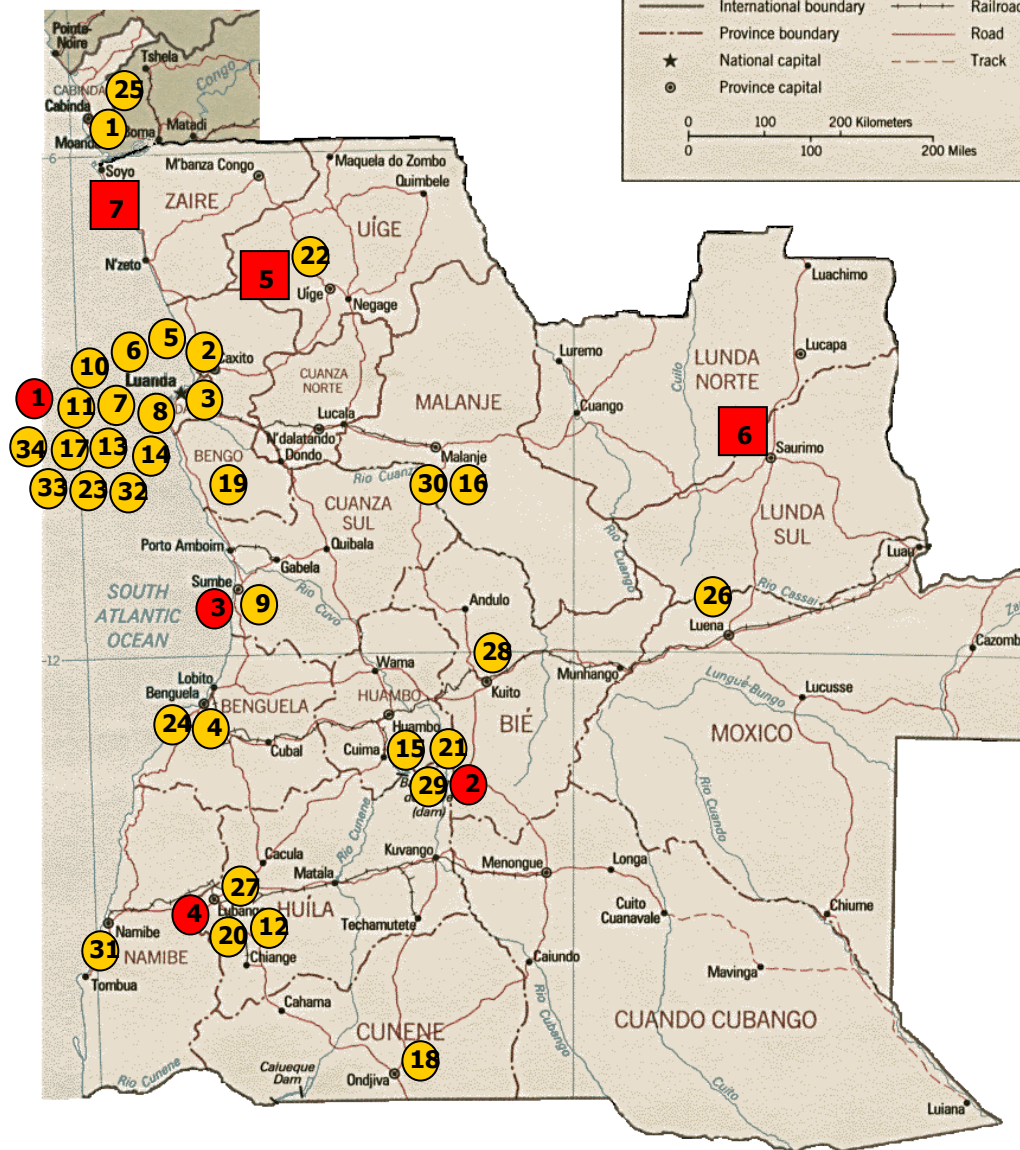 International boundary
Railroad
Province boundary
Road
National capital
Track
Province capital
0 100 200 Kilometers
0 100 200 Miles
Pointe-
Noire
Tshela
Congo
CABINDA
25
Cabinda
1
Boma
Matadi
6
Soyo
M'banza Congo
Maquela do Zombo
Quimbele
7
ZAIRE
UÍGE
22
5
N'zeto
Uíge
Negage
Luachimo
5
6
2
Caxito
10
Luanda
CUANZA
NORTE
Luremo
LUNDA
NORTE
Lucapa
Cuilo
1
11
7
8
3
MALANJE
Cuango
Lucala
6
34
17
13
14
BENGO
N'dalatando
Dondo
Malanje
Saurimo
33
23
32
19
Rio Cuanza
30
16
CUANZA
SUL
LUNDA
SUL
Porto Amboim
Quibala
Gabela
Rio Cuango
Luau
SOUTH
ATLANTIC
OCEAN
Sumbe
3
9
Rio Cuvo
Andulo
26
Rio Cassai
Luena
Cazomb
12
28
Wama
Kuito
Munhango
Lungué-Bungo
Lobito
Benguela
BENGUELA
HUAMBO
Lucusse
24
4
Huambo
BIÉ
MOXICO
Cubal
Cuima
15
21
29
2
(dam)
Rio Cuando
Rio Cunene
Cacula
Kuvango
Menongue
Longa
Matala
27
4
Lubango
HUÍLA
Cuito
Cuanavale
Chiume
Namibe
20
12
Techamutete
31
NAMIBE
Chiange
Caiundo
Mavinga
Tombua
Cahama
CUNENE
Rio Cubango
CUANDO CUBANGO
18
Rio Cunene
Calueque
Dam
Ondjiva
Cuito
Luiana